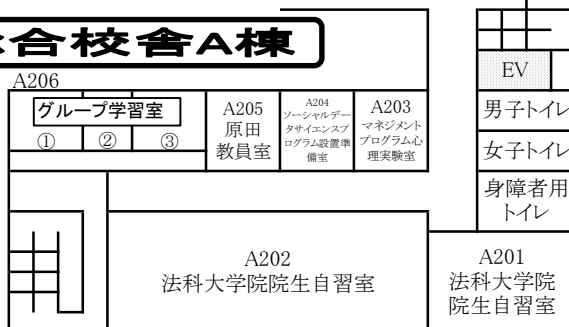 合校舎A棟
A206
グループ学習室
① ② ③
A205
原田
教員室
A204
ソーシャルデー
タサイエンスプ
ログラム設置準
備室
A203
マネジメント
プログラム心
理実験室
EV
男子トイレ
女子トイレ
身障者用
トイレ
A202
法科大学院院生自習室
A201
法科大学院
院生自習室